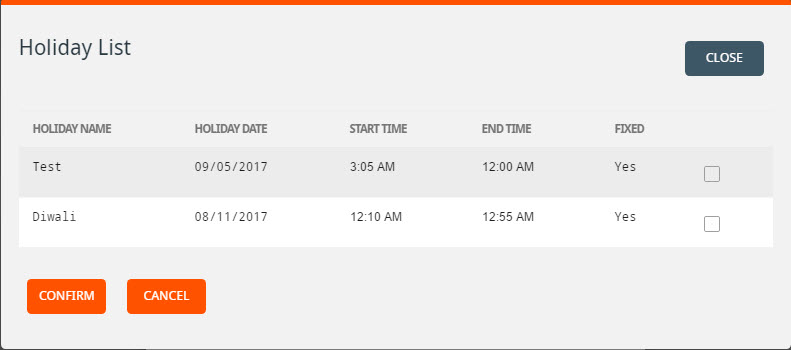 Holiday List
CLOSE
HOLIDAY NAME HOLIDAY DATE START TIME END TIME FIXED
Test 09/05/2017 3:05 AM 12:00 AM Yes
Diwali 08/11/2017 12:10 AM 12:55 AM Yes
CONFIRM CANCEL